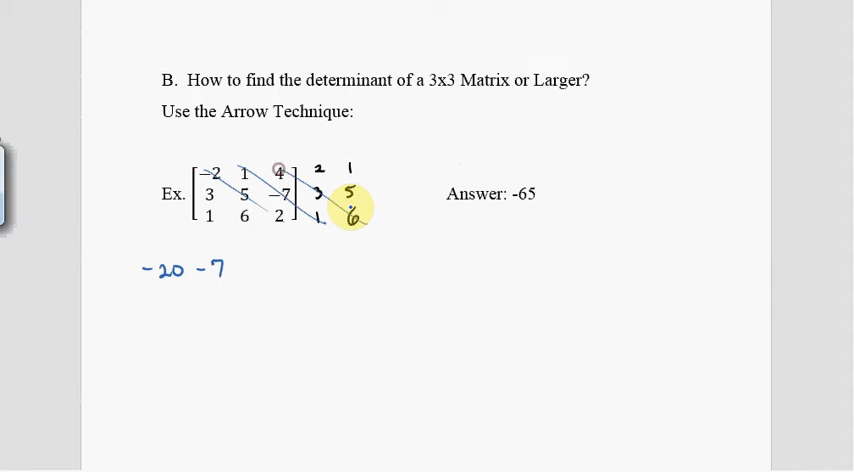 B. How to find the determinant of a 3x3 Matrix or Larger?
Use the Arrow Technique:
-2 1 4 2 1
Ex. 3 5 -7 3 5 Answer: -65
1 6 2 1 6
-20 -7